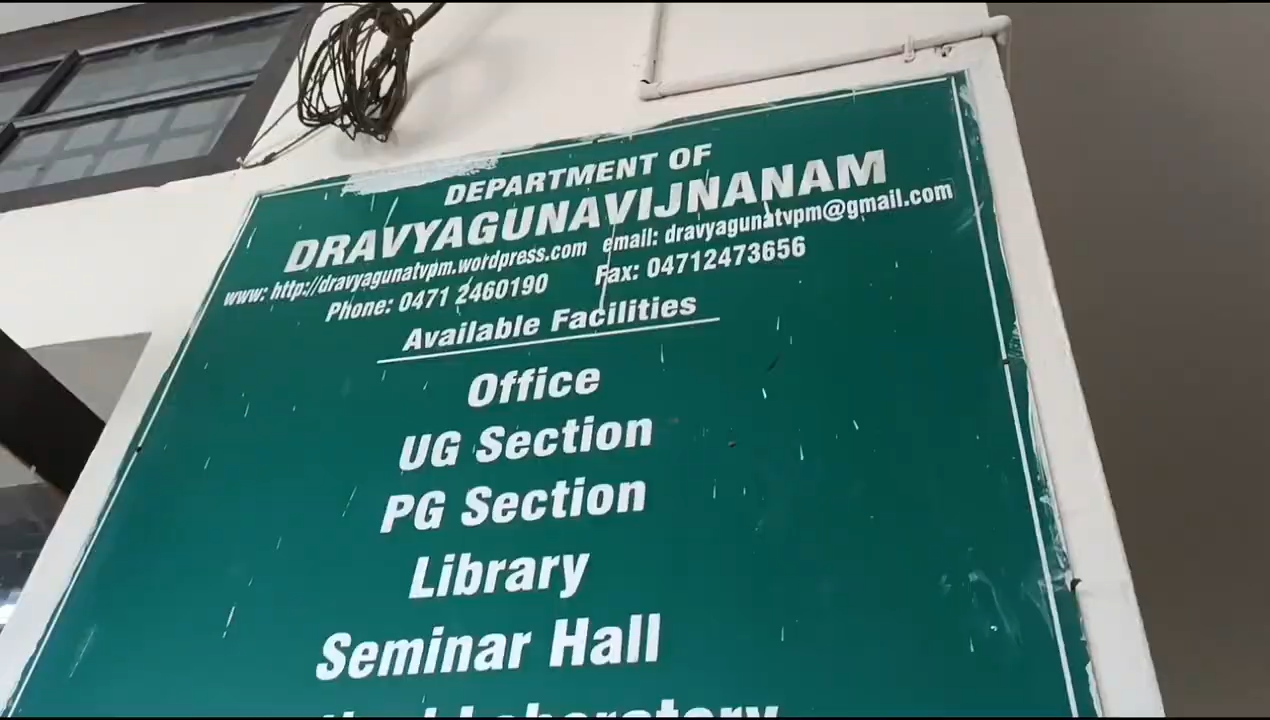 DEPARTMENT OF
DRAVYAGUNAVIJNANAM
www: http://dravyagunatvpm.wordpress.com email: dravyagunatvpm@gmail.com
Phone: 0471 2460190 Fax: 04712473656
Available Facilities
Office
UG Section
PG Section
Library
Seminar Hall
Laboratory